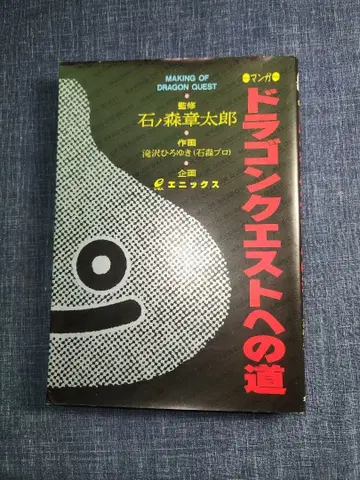 MAKING OF
DRAGON QUEST
監修
石ノ森章太郎
作画
滝沢ひろゆき(石森プロ)
企画
エニックス
マンガ
ドラゴンクエストへの道